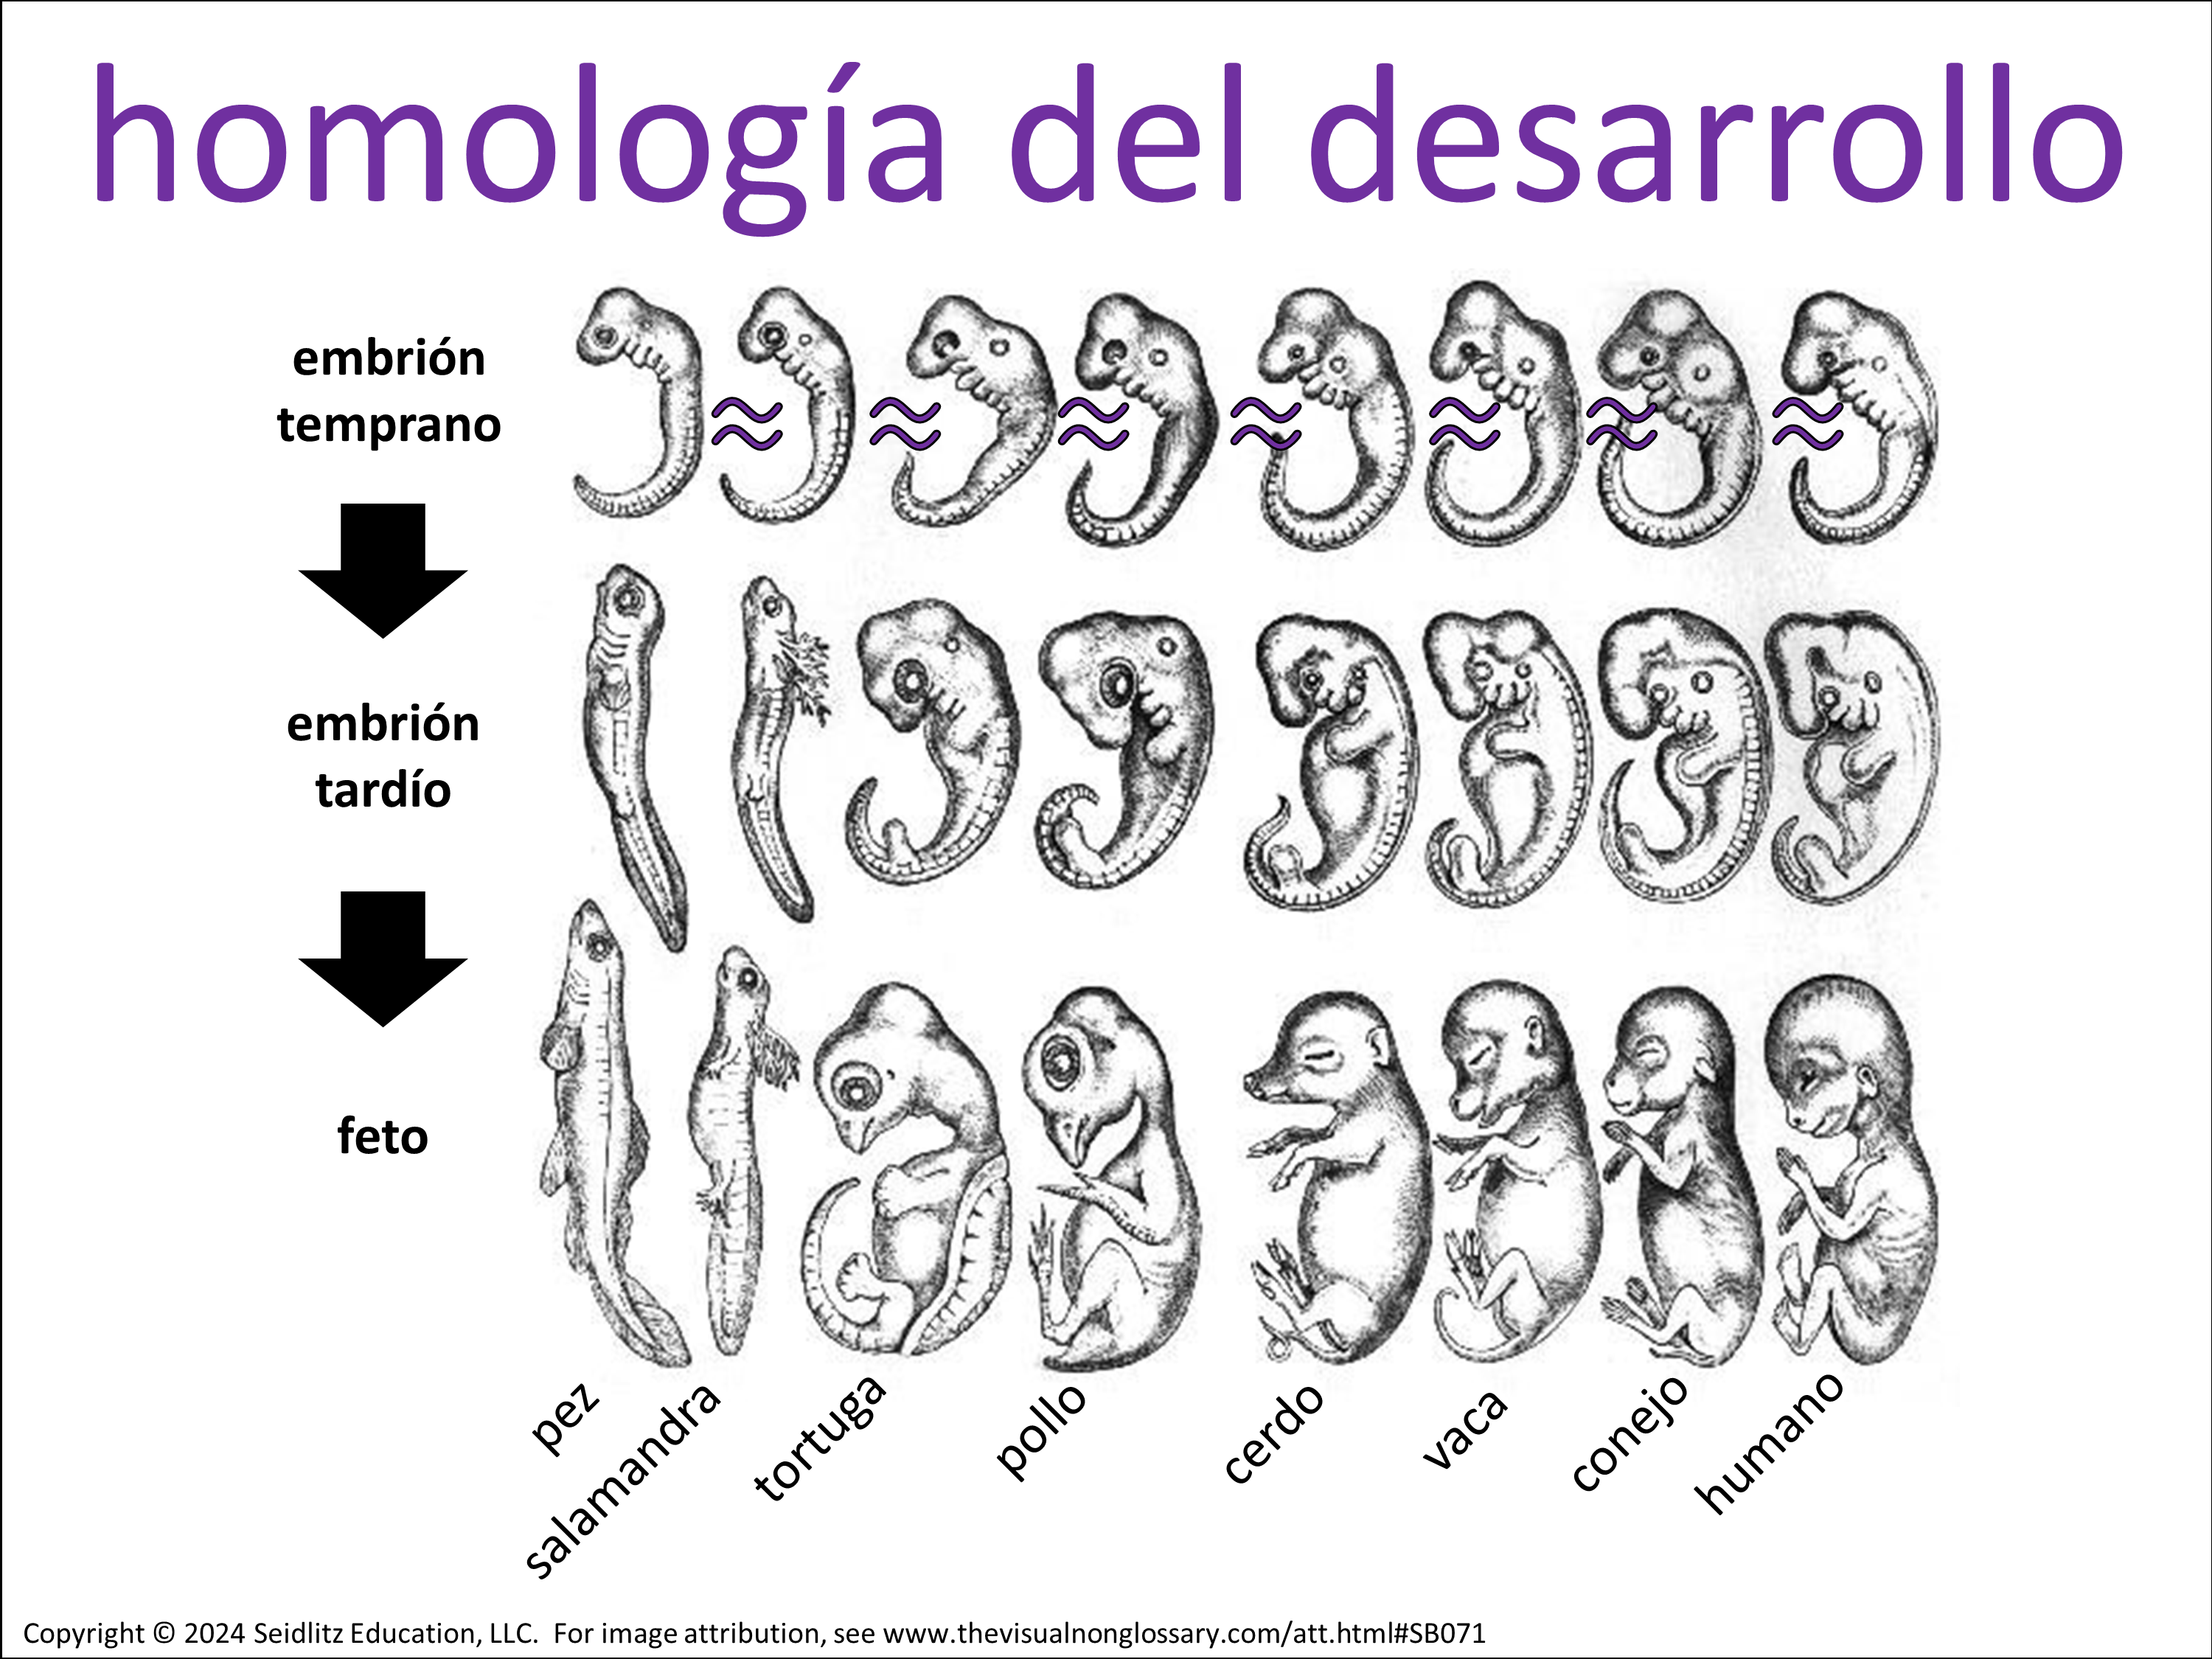 homología del desarrollo
embrión
temprano
embrión
tardío
feto
pez
salamandra
tortuga
pollo
cerdo
vaca
conejo
humano
Copyright © 2024 Seidlitz Education, LLC.  For image attribution, see www.thevisualnonglossary.com/att.html#SB071